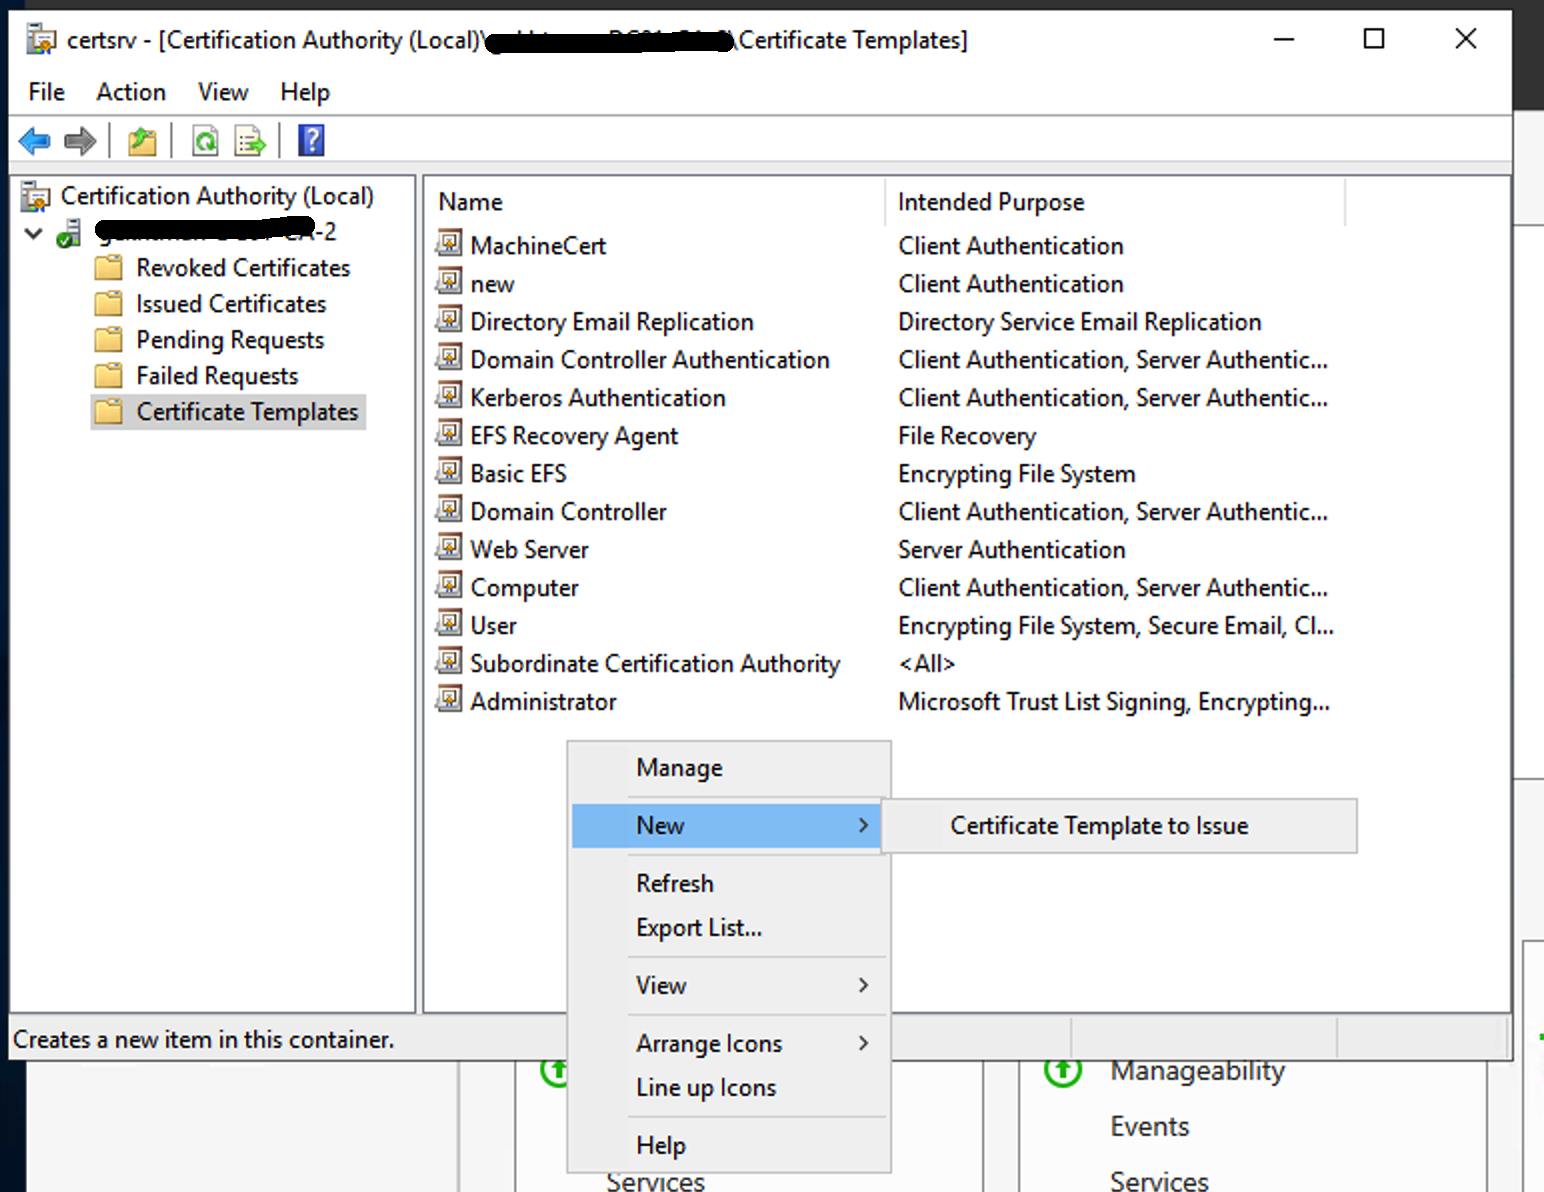 certsrv - [Certification Authority (Local)\ \Certificate Templates]
File Action View Help
Certification Authority (Local)
-2
Revoked Certificates
Issued Certificates
Pending Requests
Failed Requests
Certificate Templates
Name Intended Purpose
MachineCert Client Authentication
new Client Authentication
Directory Email Replication Directory Service Email Replication
Domain Controller Authentication Client Authentication, Server Authentic...
Kerberos Authentication Client Authentication, Server Authentic...
EFS Recovery Agent File Recovery
Basic EFS Encrypting File System
Domain Controller Client Authentication, Server Authentic...
Web Server Server Authentication
Computer Client Authentication, Server Authentic...
User Encrypting File System, Secure Email, Cl...
Subordinate Certification Authority <All>
Administrator Microsoft Trust List Signing, Encrypting...
Manage
New
Certificate Template to Issue
Refresh
Export List...
View
Arrange Icons
Line up Icons
Help
Creates a new item in this container.
Services
Manageability
Events
Services